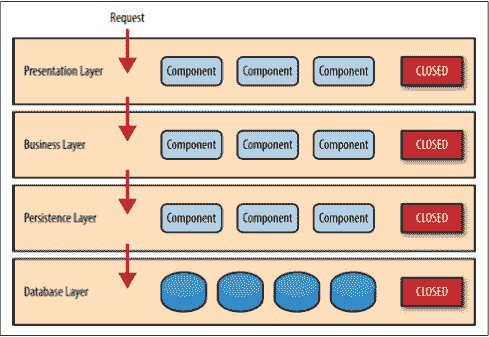 Request
Presentation Layer Component Component Component CLOSED
Business Layer Component Component Component CLOSED
Persistence Layer Component Component Component CLOSED
Database Layer CLOSED